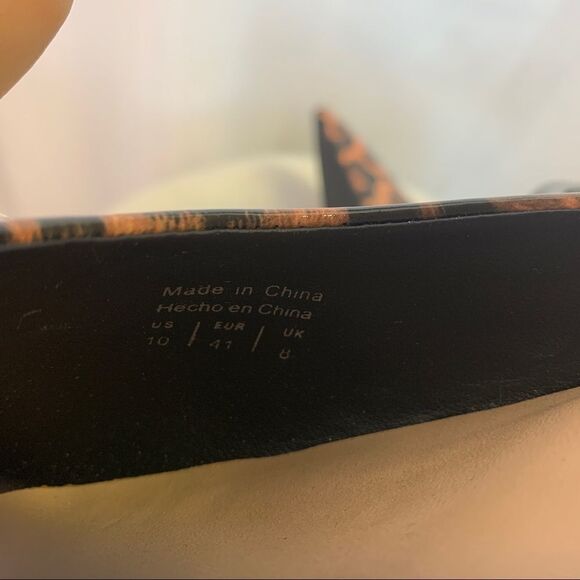 Made in China
Hecho en China
US / EUR / UK
10 / 41 / 8